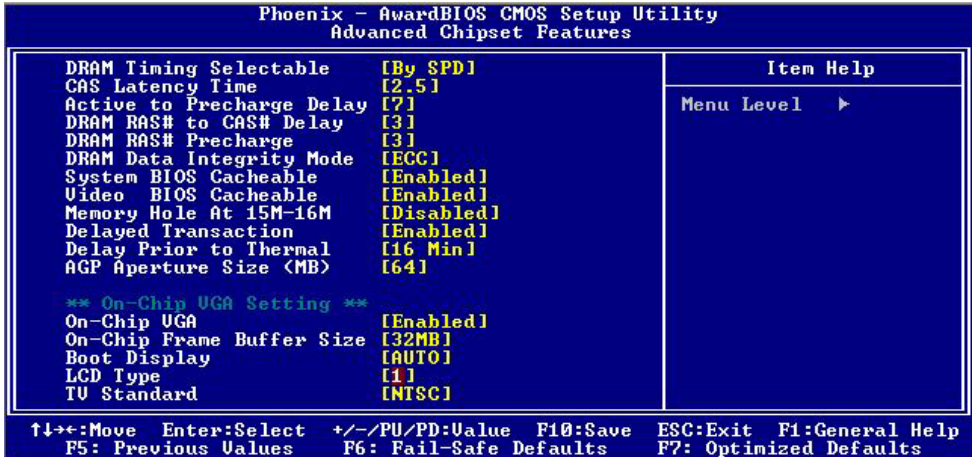 Phoenix - AwardBIOS CMOS Setup Utility
Advanced Chipset Features
DRAM Timing Selectable [By SPD]
CAS Latency Time [2.5]
Active to Precharge Delay [7]
DRAM RAS# to CAS# Delay [3]
DRAM RAS# Precharge [3]
DRAM Data Integrity Mode [ECC]
System BIOS Cacheable [Enabled]
Video BIOS Cacheable [Enabled]
Memory Hole At 15M-16M [Disabled]
Delayed Transaction [Enabled]
Delay Prior to Thermal [16 Min]
AGP Aperture Size (MB) [64]
** On-Chip VGA Setting **
On-Chip VGA [Enabled]
On-Chip Frame Buffer Size [32MB]
Boot Display [AUTO]
LCD Type [1]
TV Standard [NTSC]
Item Help
Menu Level ►
↑↓→←:Move Enter:Select +/-/PU/PD:Value F10:Save ESC:Exit F1:General Help
F5: Previous Values F6: Fail-Safe Defaults F7: Optimized Defaults